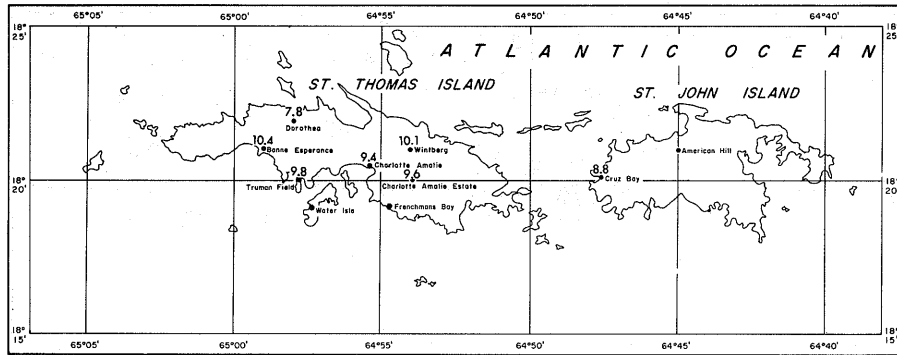 65°05' 65°00' 64°55' 64°50' 64°45' 64°40'
18° 25' 18° 25'
ATLANTIC OCEAN
ST. THOMAS ISLAND
ST. JOHN ISLAND
7.8
Dorothea
10.4 Bonne Esperance
10.1 Wintberg
American Hill
9.4 Charlotte Amalie
9.8 Truman Field
9.6 Charlotte Amalie Estate
8.8 Cruz Bay
18° 20' 18° 20'
Water Isla
Frenchmans Bay
18° 15' 18° 15'
65°05' 65°00' 64°55' 64°50' 64°45' 64°40'